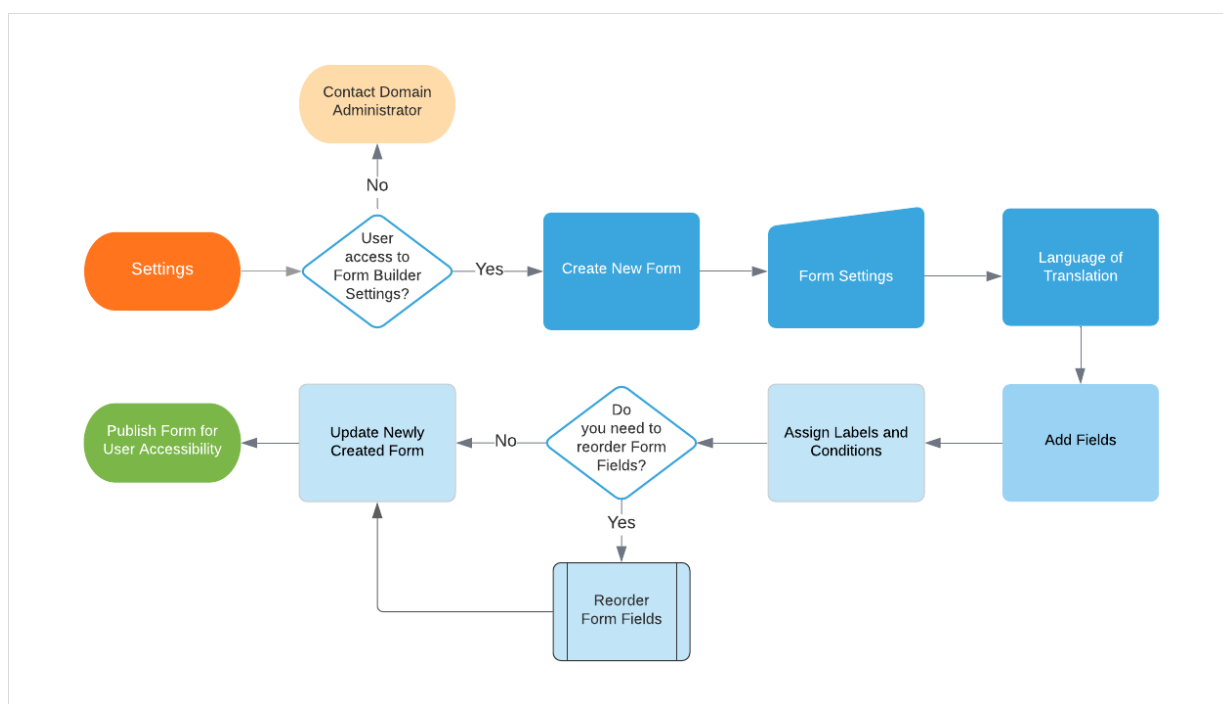 Contact Domain
Administrator
No
Settings
User
access to
Form Builder
Settings?
Yes
Create New Form
Form Settings
Language of
Translation
Publish Form for
User Accessibility
Update Newly
Created Form
No
Do
you need to
reorder Form
Fields?
Assign Labels and
Conditions
Add Fields
Yes
Reorder
Form Fields